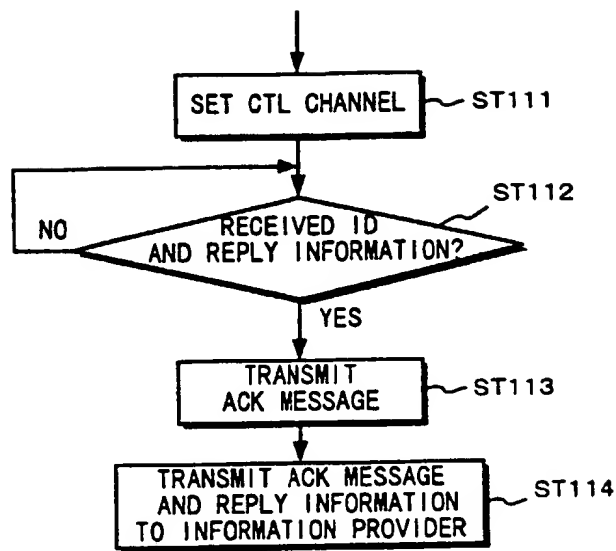 SET CTL CHANNEL
ST111
ST112
RECEIVED ID
AND REPLY INFORMATION?
NO
YES
TRANSMIT
ACK MESSAGE
ST113
TRANSMIT ACK MESSAGE
AND REPLY INFORMATION
TO INFORMATION PROVIDER
ST114